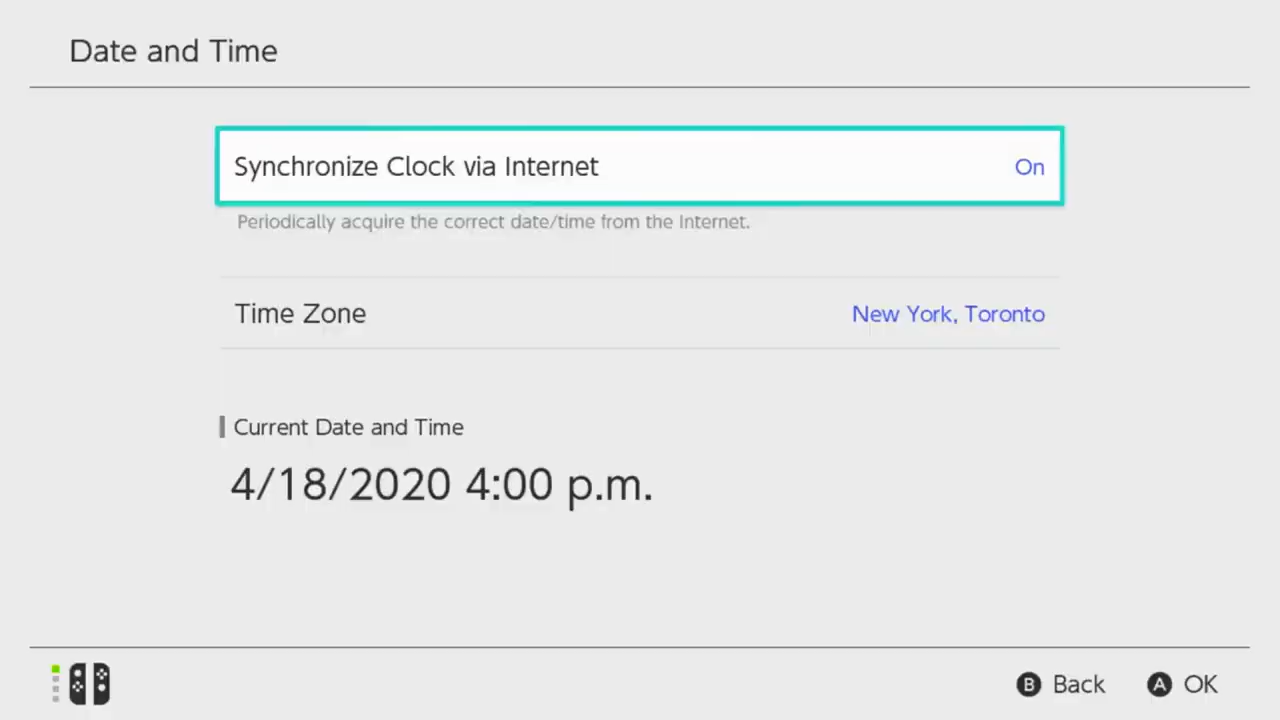 Date and Time
Synchronize Clock via Internet On
Periodically acquire the correct date/time from the Internet.
Time Zone New York, Toronto
Current Date and Time
4/18/2020 4:00 p.m.
B Back A OK